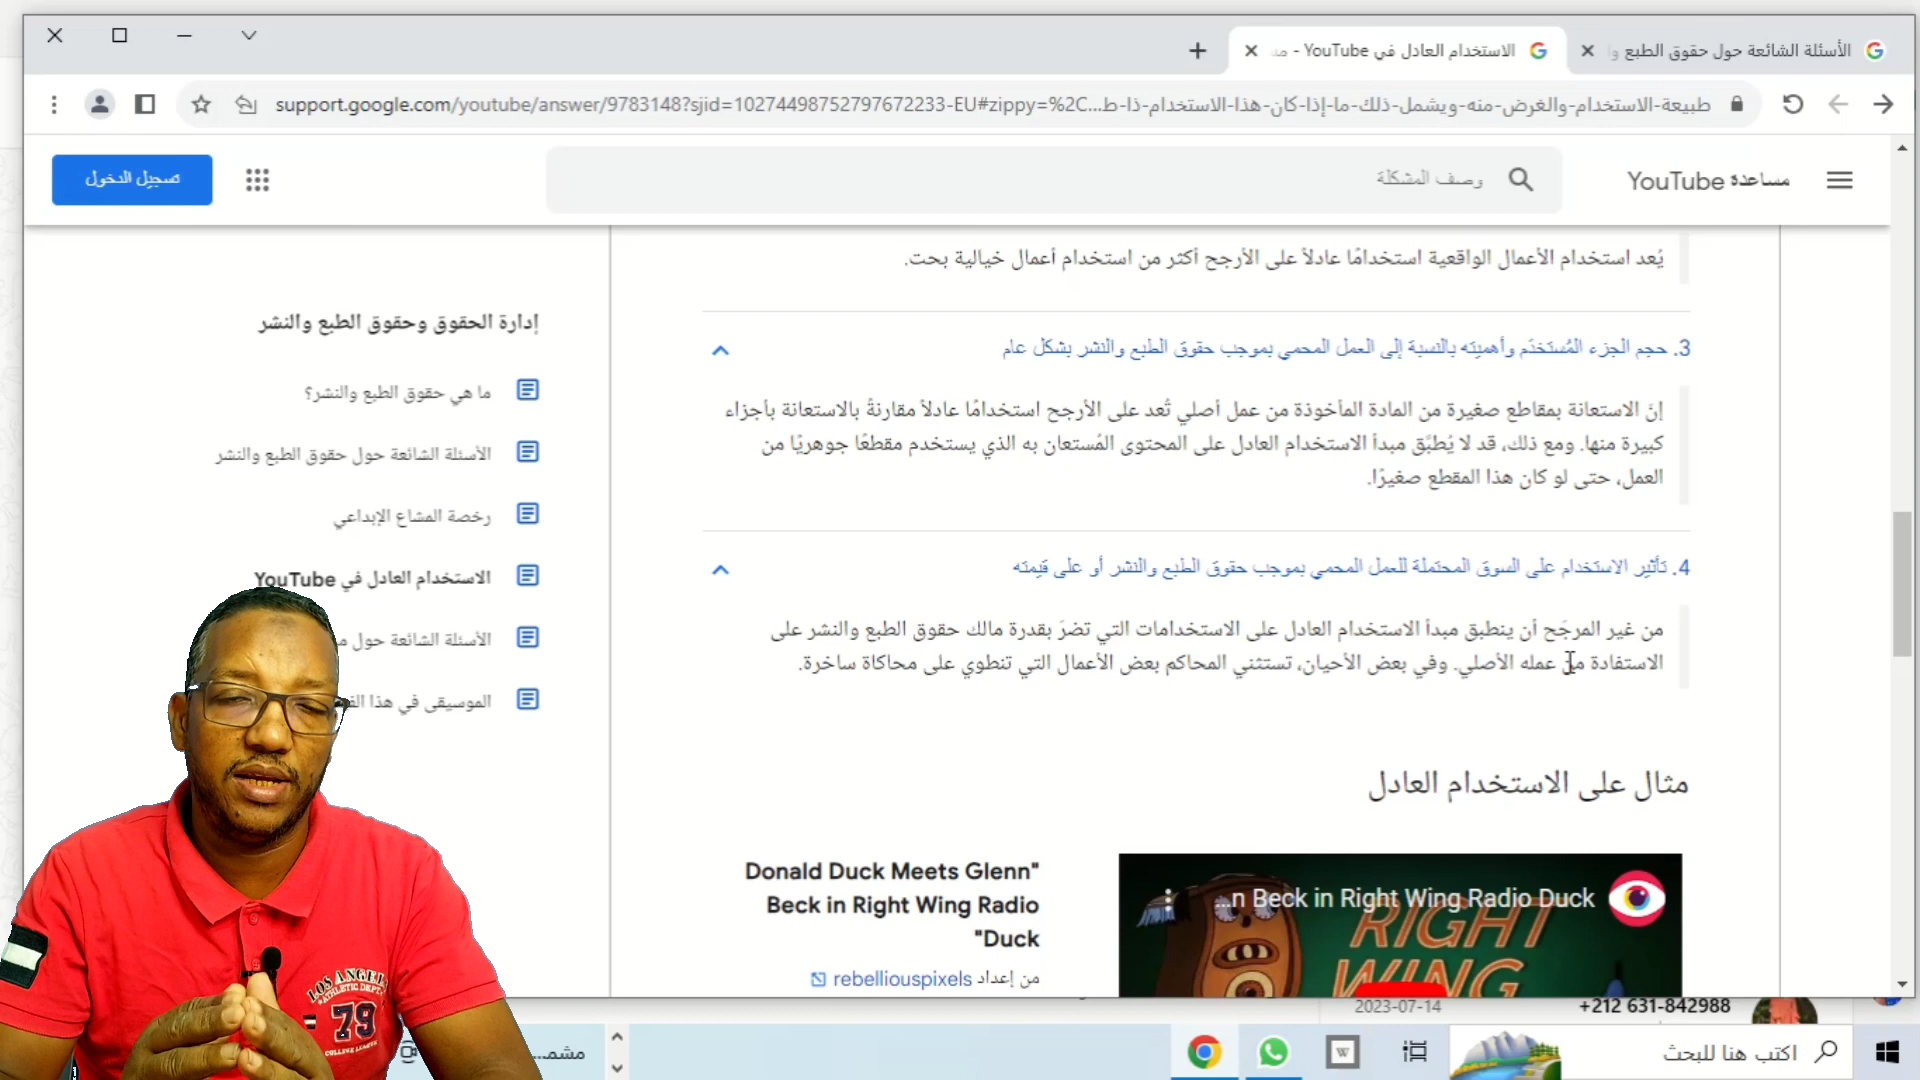 الأسئلة الشائعة حول حقوق الطبع و
الاستخدام العادل في YouTube - مس
support.google.com/youtube/answer/9783148?sjid=10274498752797672233-EU#zippy=%2C...طبيعة-الاستخدام-والغرض-منه-ويشمل-ذلك-ما-إذا-كان-هذا-الاستخدام-ذا-ط
مساعدة YouTube
وصف المشكلة
تسجيل الدخول
يُعد استخدام الأعمال الواقعية استخدامًا عادلاً على الأرجح أكثر من استخدام أعمال خيالية بحت.
3. حجم الجزء المُستخدَم وأهميته بالنسبة إلى العمل المحمي بموجب حقوق الطبع والنشر بشكل عام
إنّ الاستعانة بمقاطع صغيرة من المادة المأخوذة من عمل أصلي تُعد على الأرجح استخدامًا عادلاً مقارنةً بالاستعانة بأجزاء
كبيرة منها. ومع ذلك، قد لا يُطبَّق مبدأ الاستخدام العادل على المحتوى المُستعان به الذي يستخدم مقطعًا جوهريًا من
العمل، حتى لو كان هذا المقطع صغيرًا.
4. تأثير الاستخدام على السوق المحتملة للعمل المحمي بموجب حقوق الطبع والنشر أو على قيمته
من غير المرجَح أن ينطبق مبدأ الاستخدام العادل على الاستخدامات التي تضرّ بقدرة مالك حقوق الطبع والنشر على
الاستفادة من عمله الأصلي. وفي بعض الأحيان، تستثني المحاكم بعض الأعمال التي تنطوي على محاكاة ساخرة.
مثال على الاستخدام العادل
"Donald Duck Meets Glenn
Beck in Right Wing Radio
Duck"
من إعداد rebelliouspixels
n Beck in Right Wing Radio Duck...
RIGHT
WING
إدارة الحقوق وحقوق الطبع والنشر
ما هي حقوق الطبع والنشر؟
الأسئلة الشائعة حول حقوق الطبع والنشر
رخصة المشاع الإبداعي
الاستخدام العادل في YouTube
الأسئلة الشائعة حول م
الموسيقى في هذا الف
LOS ANGELES
ATHLETIC DEPT
79
COLLEGE LEAGUE
2023-07-14
+212 631-842988
اكتب هنا للبحث
W
مشم...